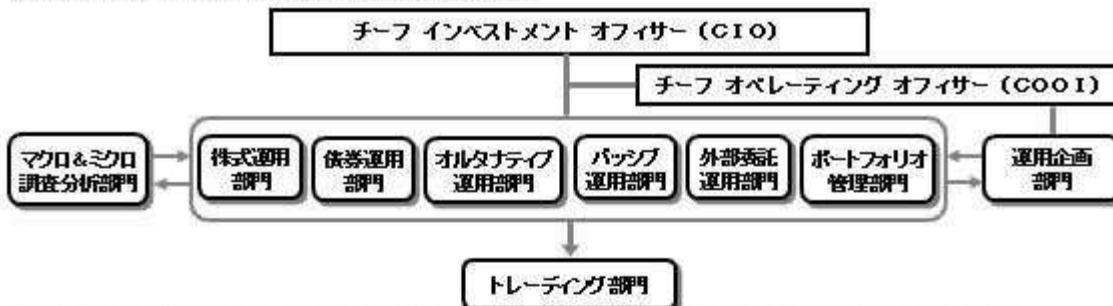 チーフ インベストメント オフィサー (CIO)
チーフ オペレーティング オフィサー (COOI)
マクロ&ミクロ
調査分析部門
株式運用
部門
債券運用
部門
オルタナティブ
運用部門
パッシブ
運用部門
外部委託
運用部門
ポートフォリオ
管理部門
運用企画
部門
トレーディング部門